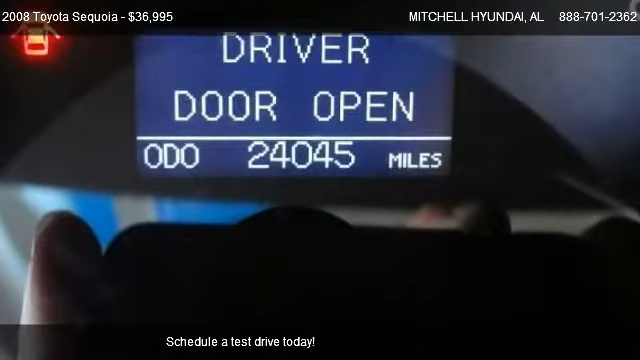 2008 Toyota Sequoia - $36,995 MITCHELL HYUNDAI, AL 888-701-2362
DRIVER
DOOR OPEN
ODO 24045 MILES
Schedule a test drive today!